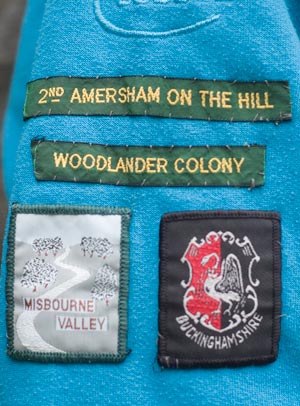 2ND AMERSHAM ON THE HILL
WOODLANDER COLONY
MISBOURNE
VALLEY
BUCKINGHAMSHIRE